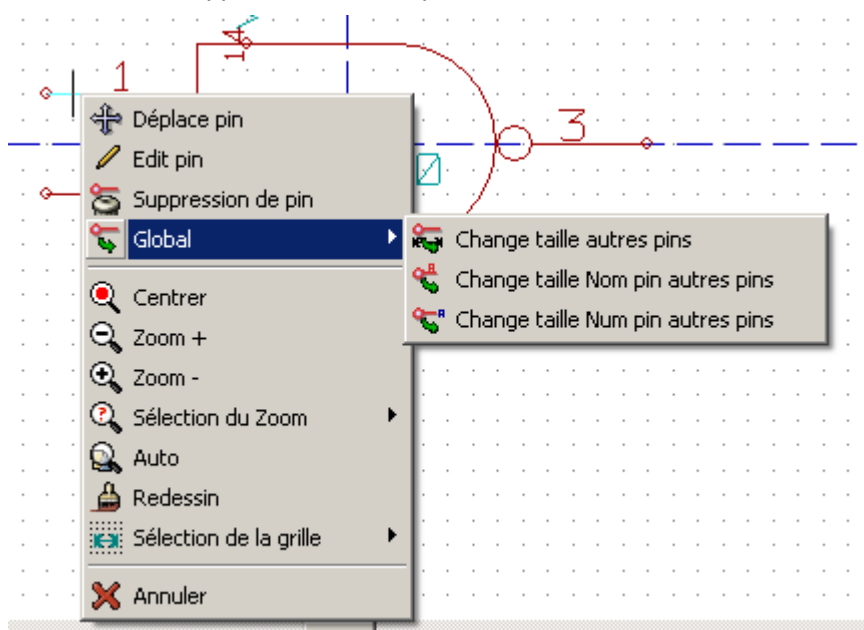 14
1
3
0
Déplace pin
Edit pin
Suppression de pin
Global
Change taille autres pins
Change taille Nom pin autres pins
Change taille Num pin autres pins
Centrer
Zoom +
Zoom -
Sélection du Zoom
Auto
Redessin
Sélection de la grille
Annuler